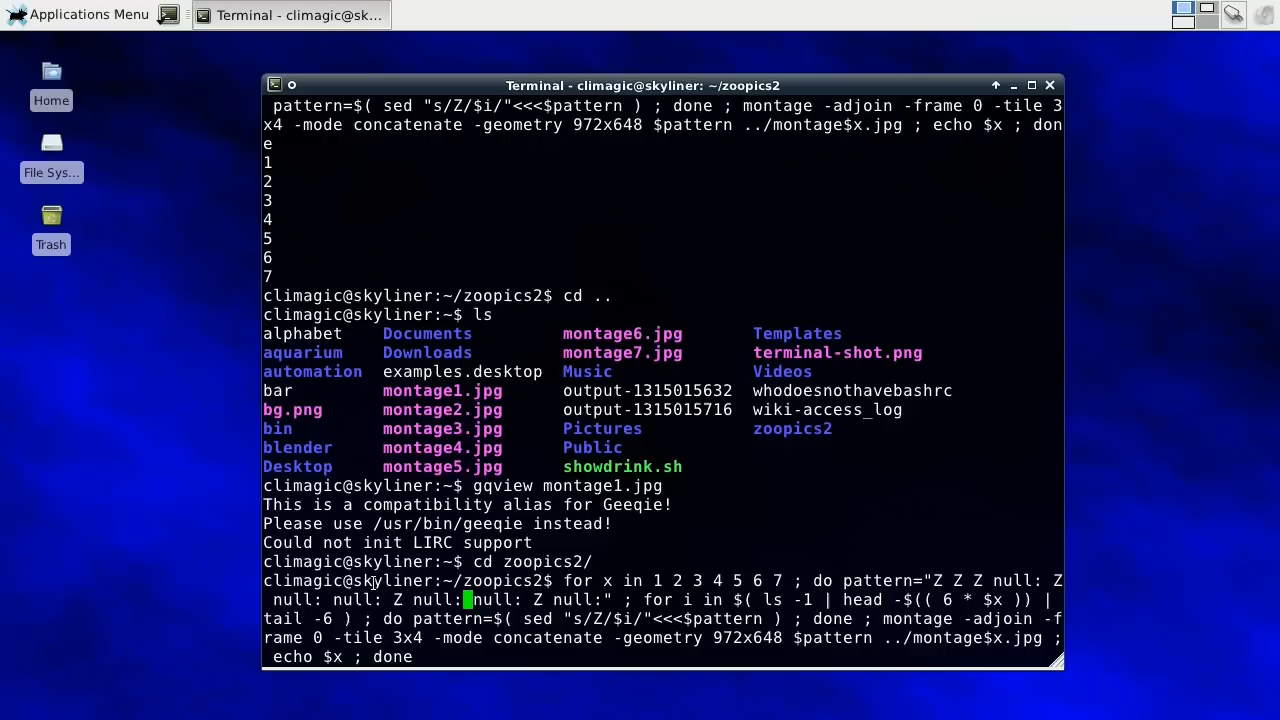 Applications Menu
Terminal - climagic@sk...
Home
File Sys...
Trash
Terminal - climagic@skyliner: ~/zoopics2
pattern=$( sed "s/Z/$i/"<<<$pattern ) ; done ; montage -adjoin -frame 0 -tile 3
x4 -mode concatenate -geometry 972x648 $pattern ../montage$x.jpg ; echo $x ; don
e
1
2
3
4
5
6
7
climagic@skyliner:~/zoopics2$ cd ..
climagic@skyliner:~$ ls
alphabet Documents montage6.jpg Templates
aquarium Downloads montage7.jpg terminal-shot.png
automation examples.desktop Music Videos
bar montage1.jpg output-1315015632 whodoesnothavebashrc
bg.png montage2.jpg output-1315015716 wiki-access_log
bin montage3.jpg Pictures zoopics2
blender montage4.jpg Public
Desktop montage5.jpg showdrink.sh
climagic@skyliner:~$ gqview montage1.jpg
This is a compatibility alias for Geeqie!
Please use /usr/bin/geeqie instead!
Could not init LIRC support
climagic@skyliner:~$ cd zoopics2/
climagic@skyliner:~/zoopics2$ for x in 1 2 3 4 5 6 7 ; do pattern="Z Z Z null: Z
null: null: Z null: null: Z null:" ; for i in $( ls -1 | head -$(( 6 * $x )) |
tail -6 ) ; do pattern=$( sed "s/Z/$i/"<<<$pattern ) ; done ; montage -adjoin -f
rame 0 -tile 3x4 -mode concatenate -geometry 972x648 $pattern ../montage$x.jpg ;
echo $x ; done